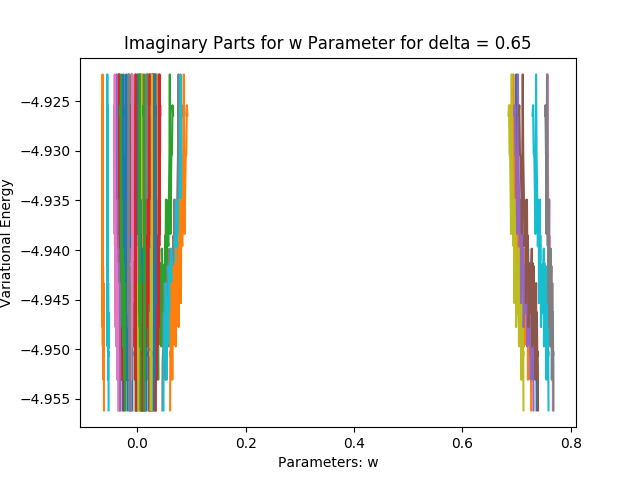 Imaginary Parts for w Parameter for delta = 0.65
Variational Energy
−4.925
−4.930
−4.935
−4.940
−4.945
−4.950
−4.955
0.0 0.2 0.4 0.6 0.8
Parameters: w